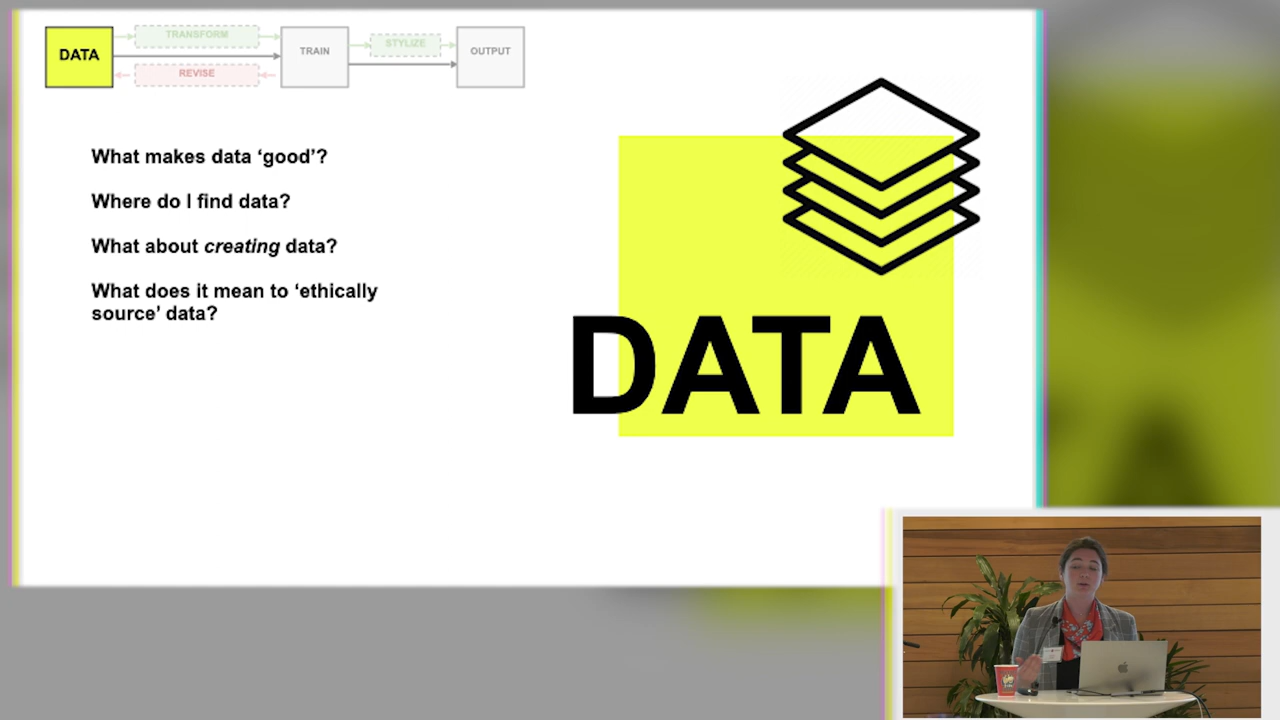 DATA
TRANSFORM
REVISE
TRAIN
STYLIZE
OUTPUT
What makes data ‘good’?
Where do I find data?
What about creating data?
What does it mean to ‘ethically
source’ data?
DATA